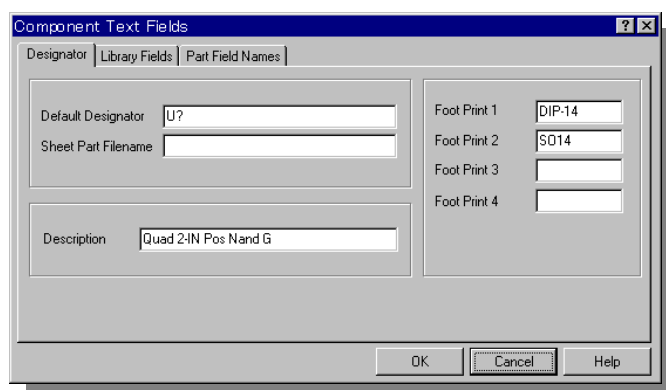 Component Text Fields
Designator Library Fields Part Field Names
Default Designator U?
Sheet Part Filename
Description Quad 2-IN Pos Nand G
Foot Print 1 DIP-14
Foot Print 2 SO14
Foot Print 3
Foot Print 4
OK Cancel Help